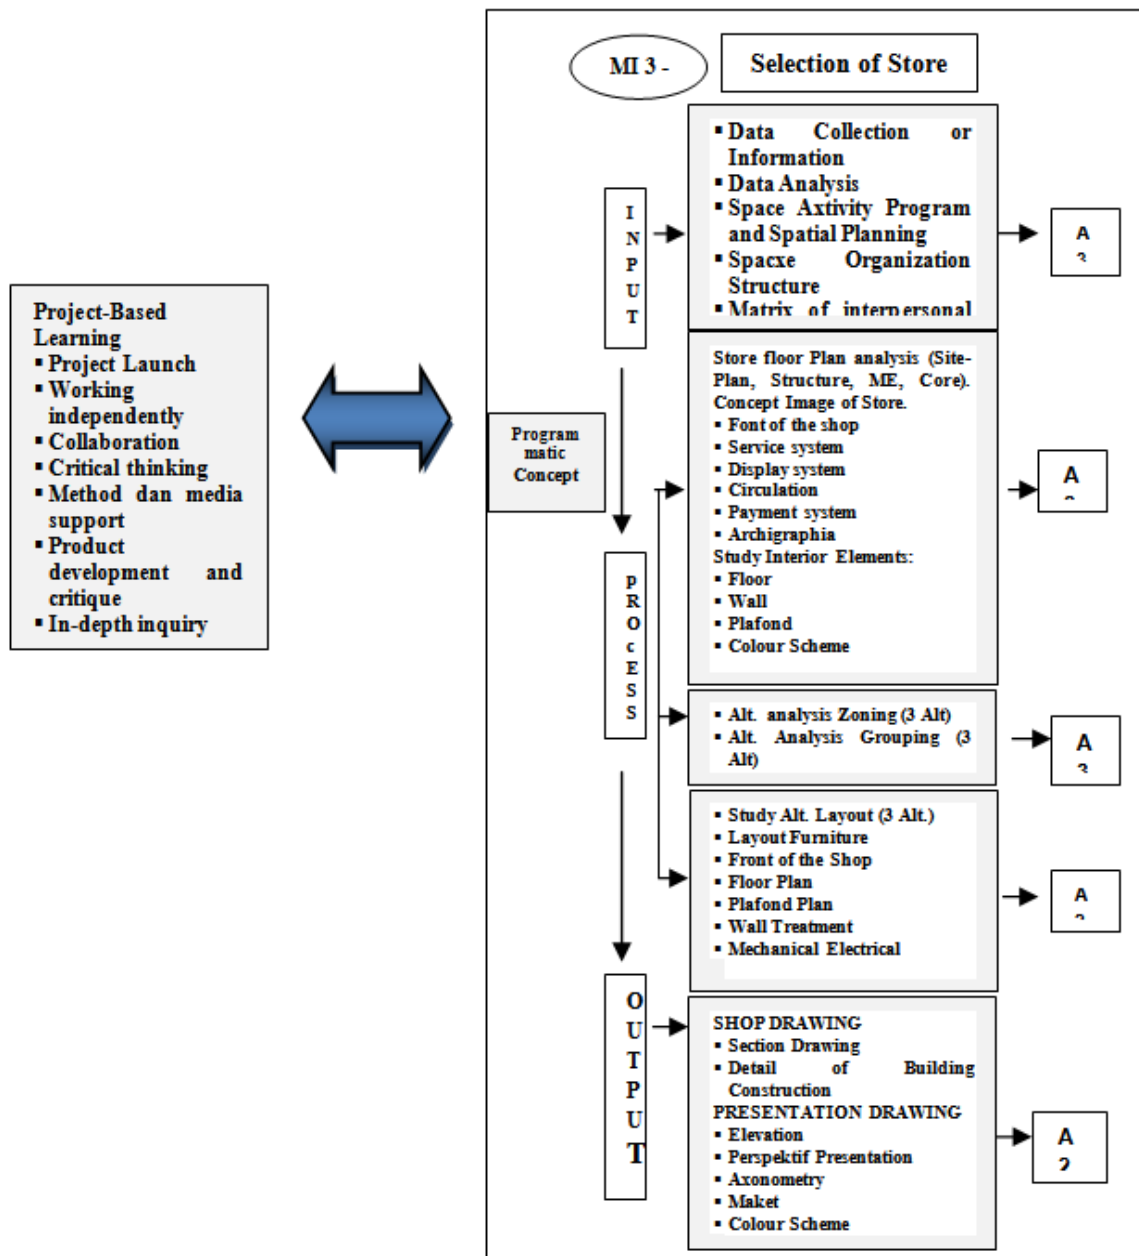 MI 3 -
Selection of Store
▪ Data Collection or
Information
▪ Data Analysis
▪ Space Axtivity Program
and Spatial Planning
▪ Spacxe Organization
Structure
▪ Matrix of interpersonal
INPUT
A
Project-Based
Learning
▪ Project Launch
▪ Working
independently
▪ Collaboration
▪ Critical thinking
▪ Method dan media
support
▪ Product
development and
critique
▪ In-depth inquiry
Program
matic
Concept
Store floor Plan analysis (Site-
Plan, Structure, ME, Core).
Concept Image of Store.
▪ Font of the shop
▪ Service system
▪ Display system
▪ Circulation
▪ Payment system
▪ Archigraphia
Study Interior Elements:
▪ Floor
▪ Wall
▪ Plafond
▪ Colour Scheme
A
PROcESS
▪ Alt. analysis Zoning (3 Alt)
▪ Alt. Analysis Grouping (3
Alt)
A
▪ Study Alt. Layout (3 Alt.)
▪ Layout Furniture
▪ Front of the Shop
▪ Floor Plan
▪ Plafond Plan
▪ Wall Treatment
▪ Mechanical Electrical
A
OUTPUT
SHOP DRAWING
▪ Section Drawing
▪ Detail of Building
Construction
PRESENTATION DRAWING
▪ Elevation
▪ Perspektif Presentation
▪ Axonometry
▪ Maket
▪ Colour Scheme
A